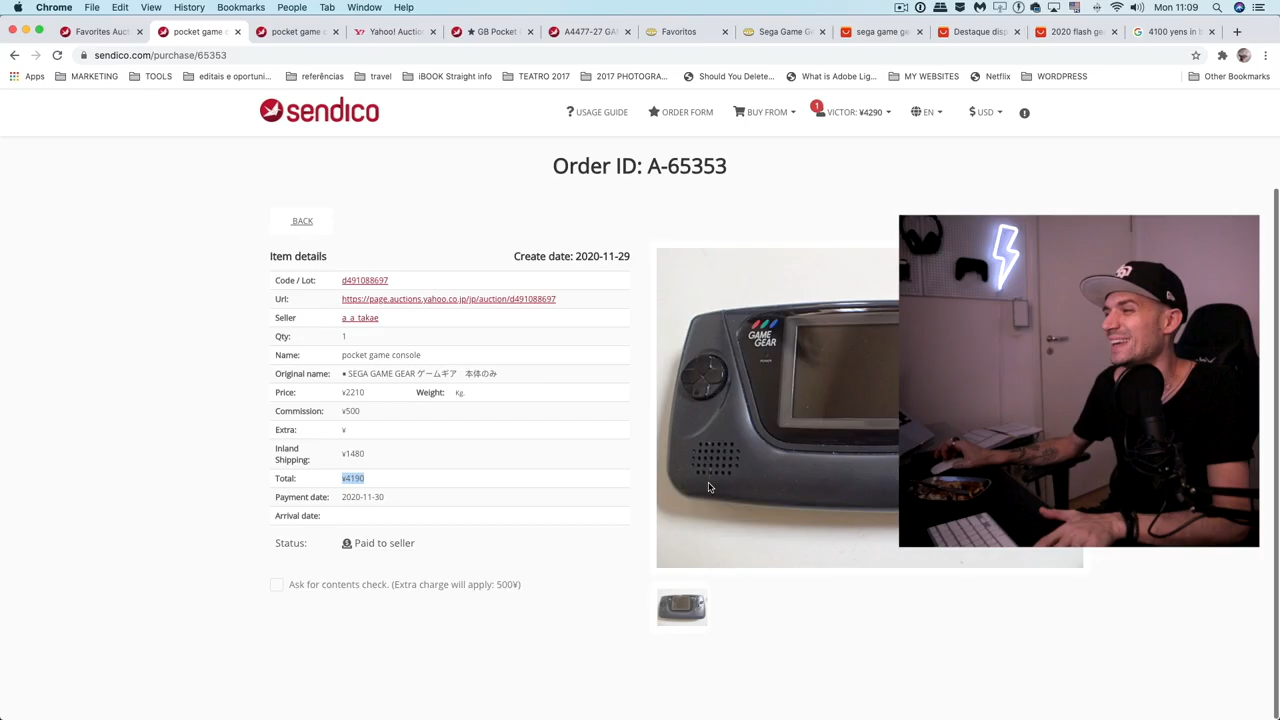 Chrome File Edit View History Bookmarks People Tab Window Help Mon 11:09
Favorites Auct pocket game c pocket game c Yahoo! Auction ★ GB Pocket A4477-27 GA Favoritos Sega Game G sega game ge Destaque disp 2020 flash ge 4100 yens in b
sendico.com/purchase/65353
Apps MARKETING TOOLS editais e oportuni... referências travel iBOOK Straight info TEATRO 2017 2017 PHOTOGRA... Should You Delete... What is Adobe Lig... MY WEBSITES Netflix WORDPRESS Other Bookmarks
sendico ? USAGE GUIDE ORDER FORM BUY FROM 1 VICTOR: ¥4290 EN $ USD
Order ID: A-65353
BACK
Item details Create date: 2020-11-29
Code / Lot: d491088697
Url: https://page.auctions.yahoo.co.jp/jp/auction/d491088697
Seller a_a_takae
Qty: 1
Name: pocket game console
Original name: ● SEGA GAME GEAR ゲームギア 本体のみ
Price: ¥2210 Weight: Kg.
Commission: ¥500
Extra: ¥
Inland
Shipping: ¥1480
Total: ¥4190
Payment date: 2020-11-30
Arrival date:
Status: Paid to seller
Ask for contents check. (Extra charge will apply: 500¥)
GAME
GEAR